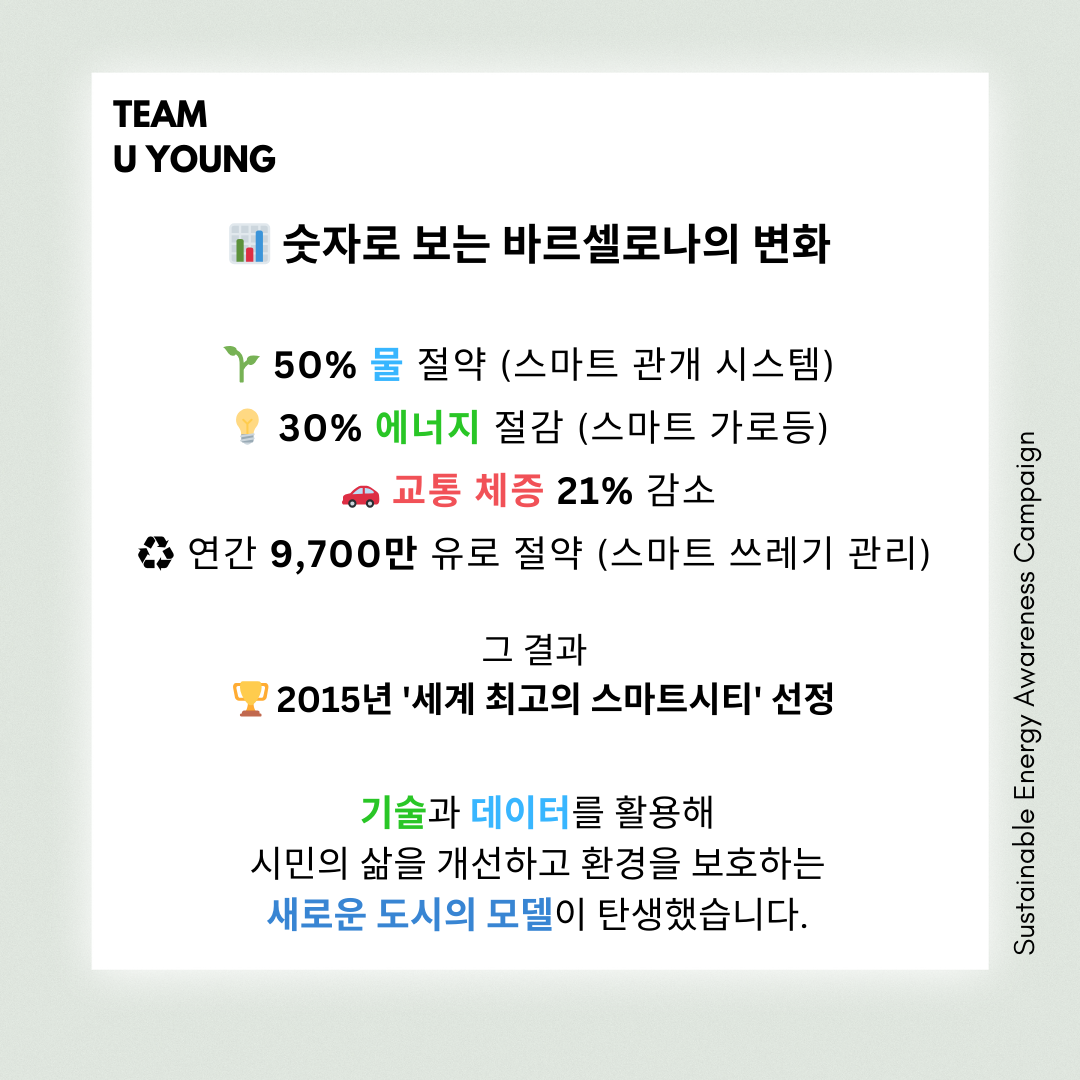 TEAM
U YOUNG
📊 숫자로 보는 바르셀로나의 변화
🌱 50% 물 절약 (스마트 관개 시스템)
💡 30% 에너지 절감 (스마트 가로등)
🚗 교통 체증 21% 감소
♻ 연간 9,700만 유로 절약 (스마트 쓰레기 관리)
그 결과
🏆 2015년 '세계 최고의 스마트시티' 선정
기술과 데이터를 활용해
시민의 삶을 개선하고 환경을 보호하는
새로운 도시의 모델이 탄생했습니다.
Sustainable Energy Awareness Campaign